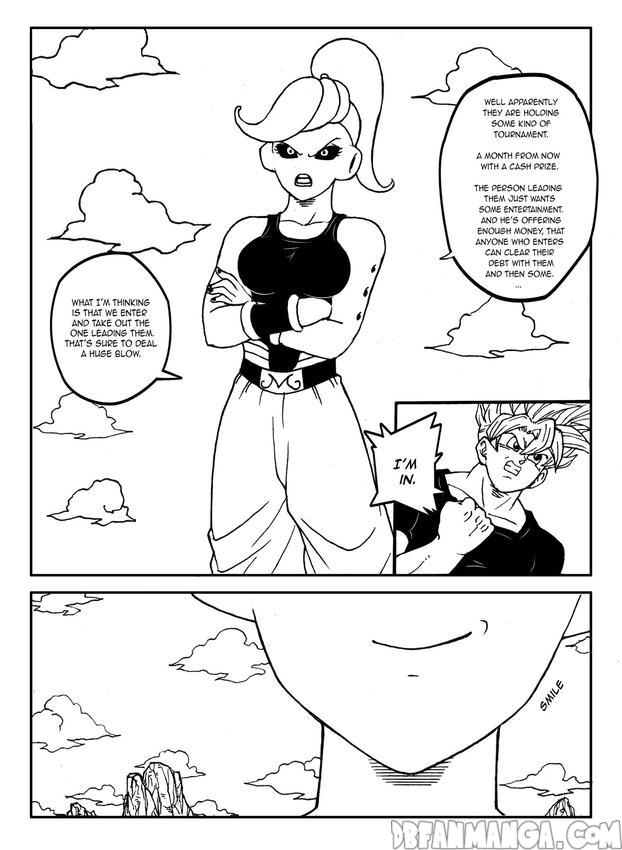 WELL APPARENTLY
THEY ARE HOLDING
SOME KIND OF
TOURNAMENT.
A MONTH FROM NOW
WITH A CASH PRIZE.
THE PERSON LEADING
THEM JUST WANTS
SOME ENTERTAINMENT.
AND HE'S OFFERING
ENOUGH MONEY, THAT
ANYONE WHO ENTERS
CAN CLEAR THEIR
DEBT WITH THEM
AND THEN SOME.
...
WHAT I'M THINKING
IS THAT WE ENTER
AND TAKE OUT THE
ONE LEADING THEM.
THAT'S SURE TO DEAL
A HUGE BLOW.
I'M
IN.
SMILE
DBFANMANGA.COM